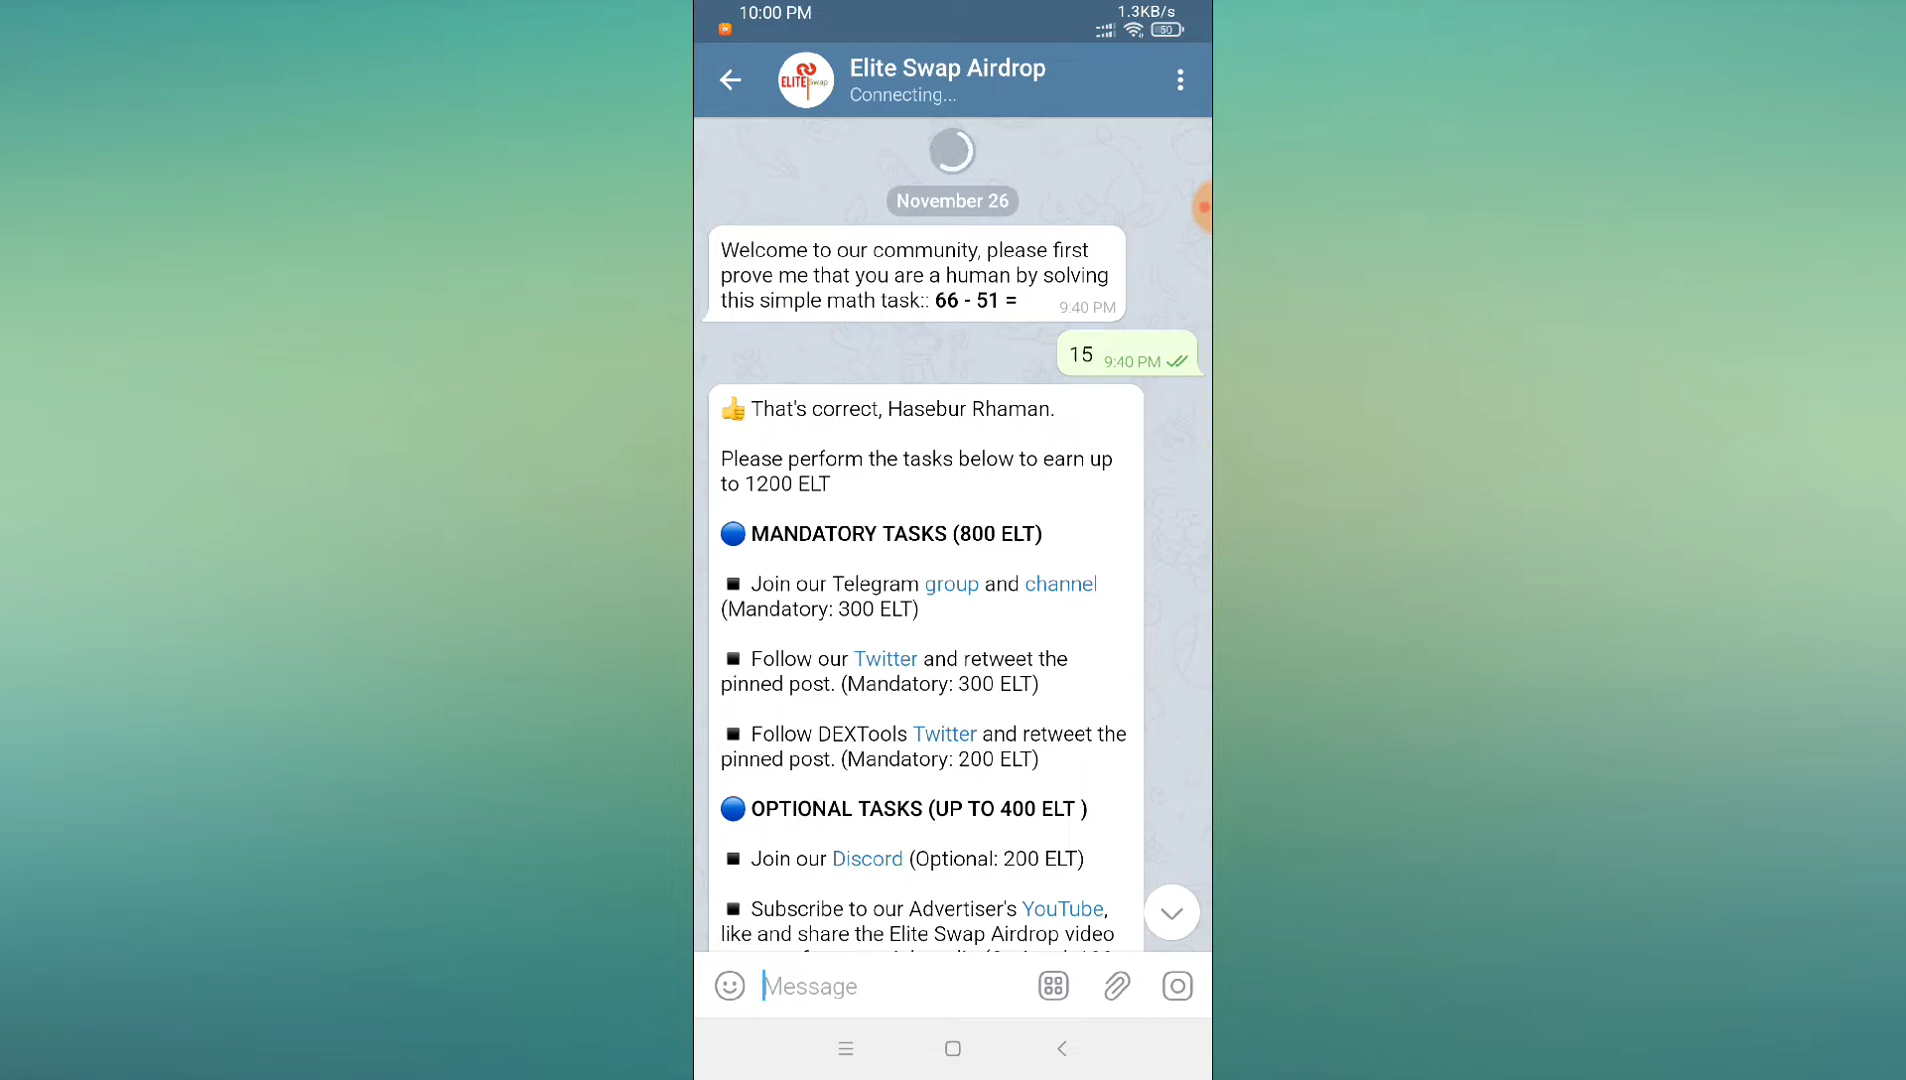 10:00 PM
1.3KB/s
50
ELITE Swap
Elite Swap Airdrop
Connecting...
November 26
Welcome to our community, please first
prove me that you are a human by solving
this simple math task:: 66 - 51 =
9:40 PM
15 9:40 PM
👍 That's correct, Hasebur Rhaman.
Please perform the tasks below to earn up
to 1200 ELT
🔵 MANDATORY TASKS (800 ELT)
◾ Join our Telegram group and channel
(Mandatory: 300 ELT)
◾ Follow our Twitter and retweet the
pinned post. (Mandatory: 300 ELT)
◾ Follow DEXTools Twitter and retweet the
pinned post. (Mandatory: 200 ELT)
🔵 OPTIONAL TASKS (UP TO 400 ELT )
◾ Join our Discord (Optional: 200 ELT)
◾ Subscribe to our Advertiser's YouTube,
like and share the Elite Swap Airdrop video
Message